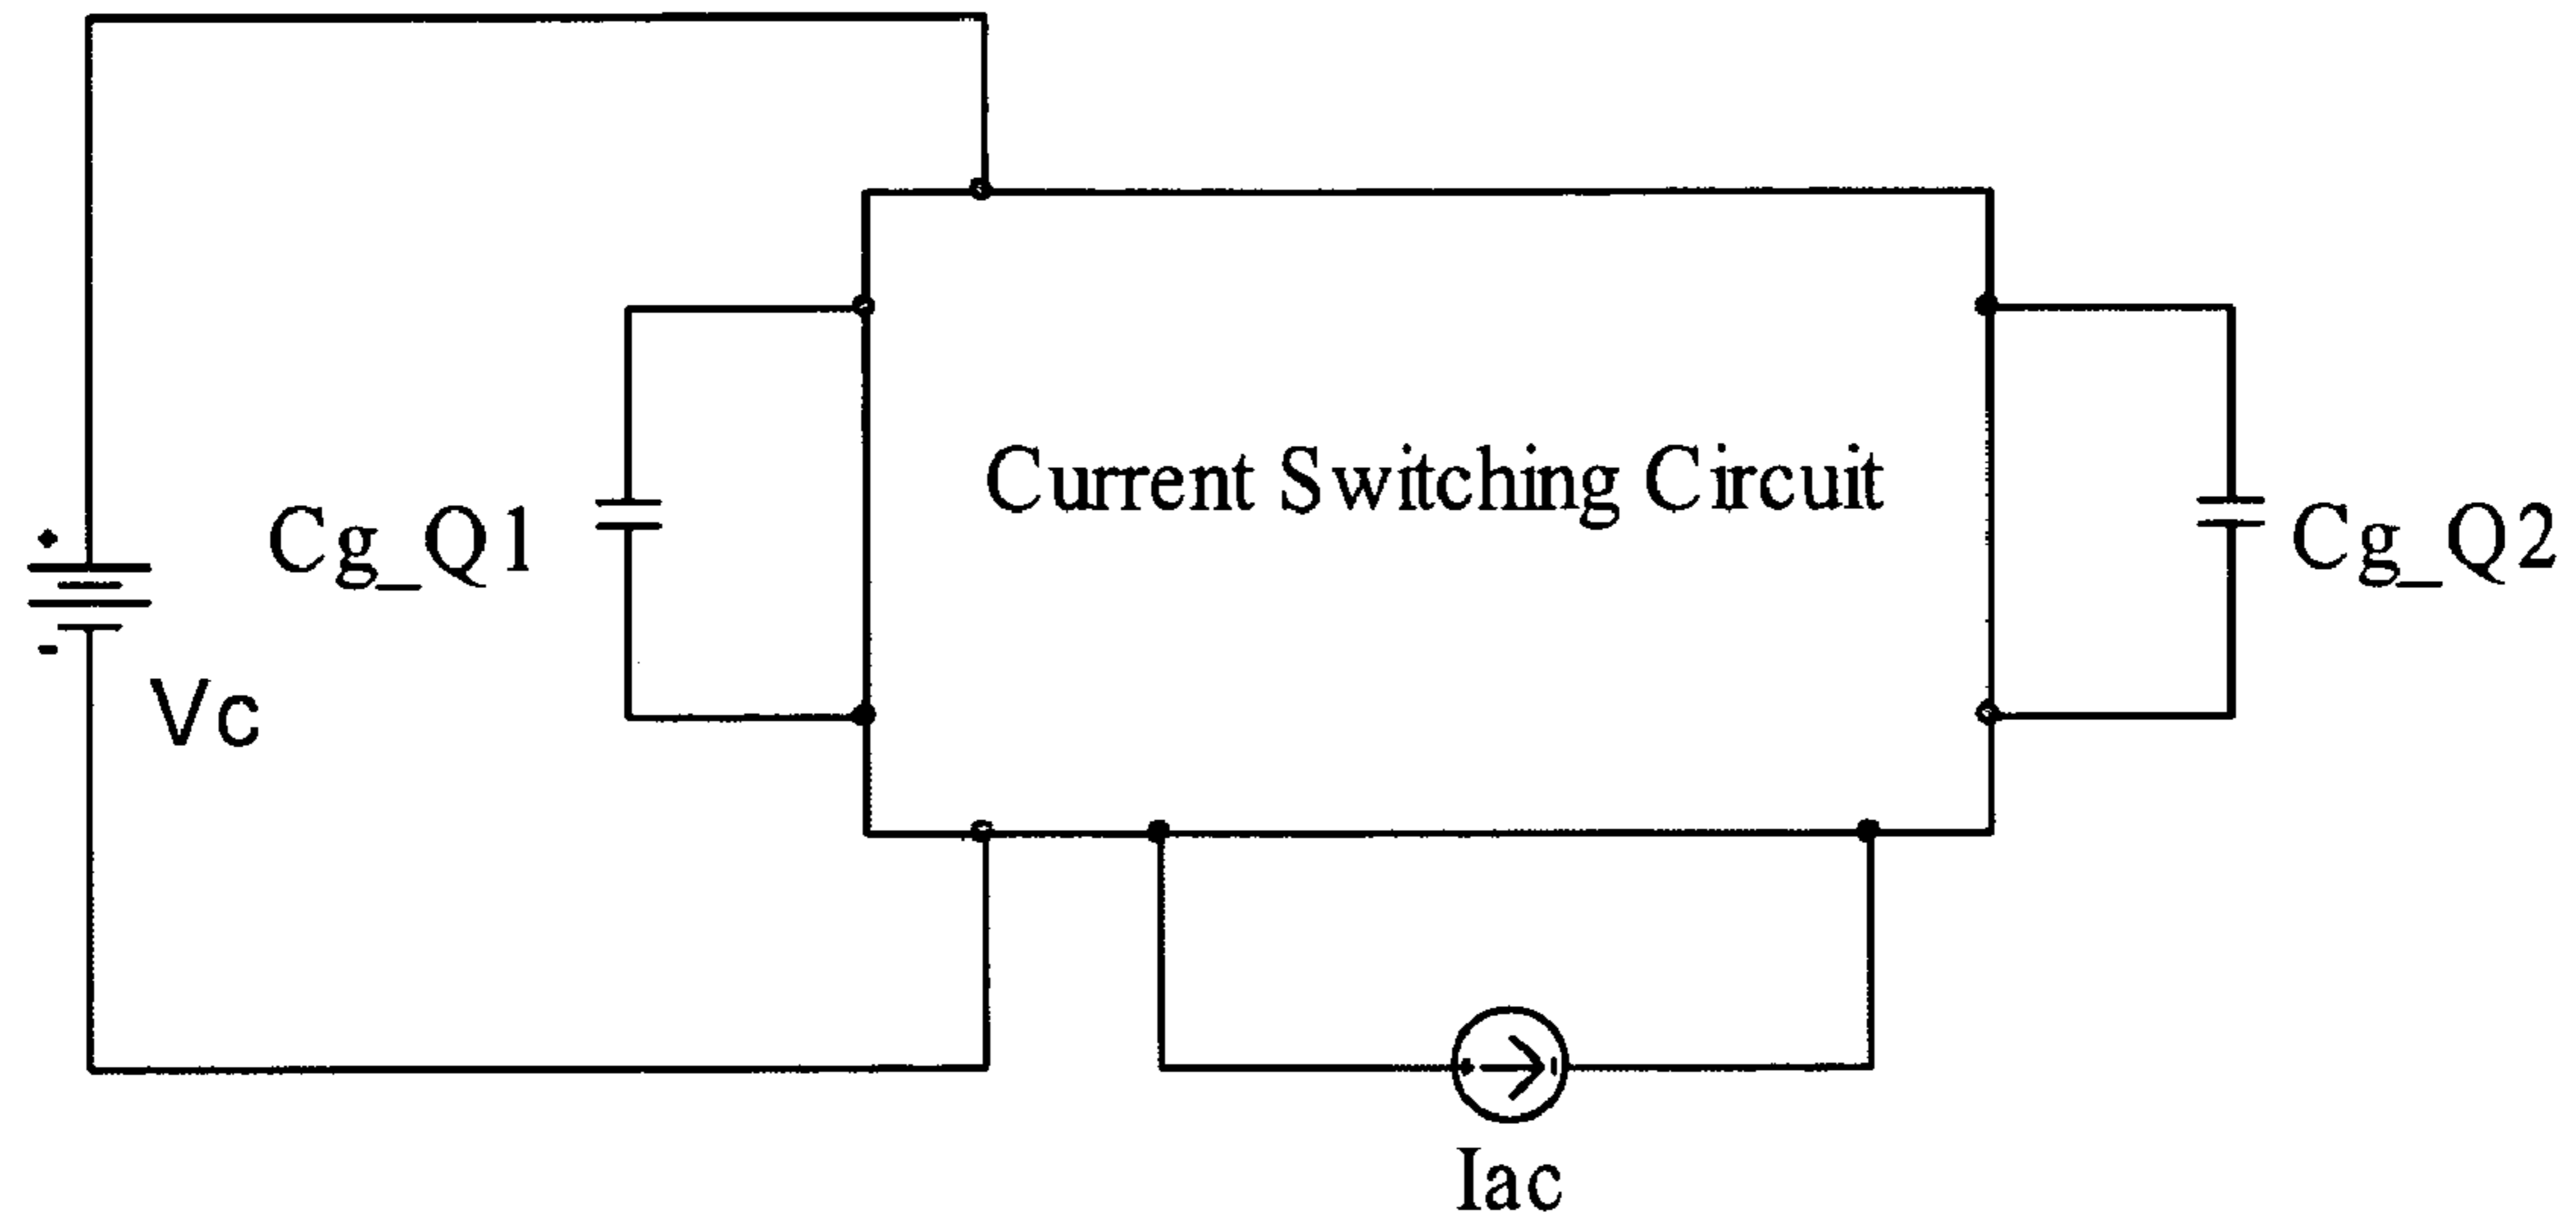 Current Switching Circuit
Cg_Q1
Cg_Q2
+
-
Vc
Iac